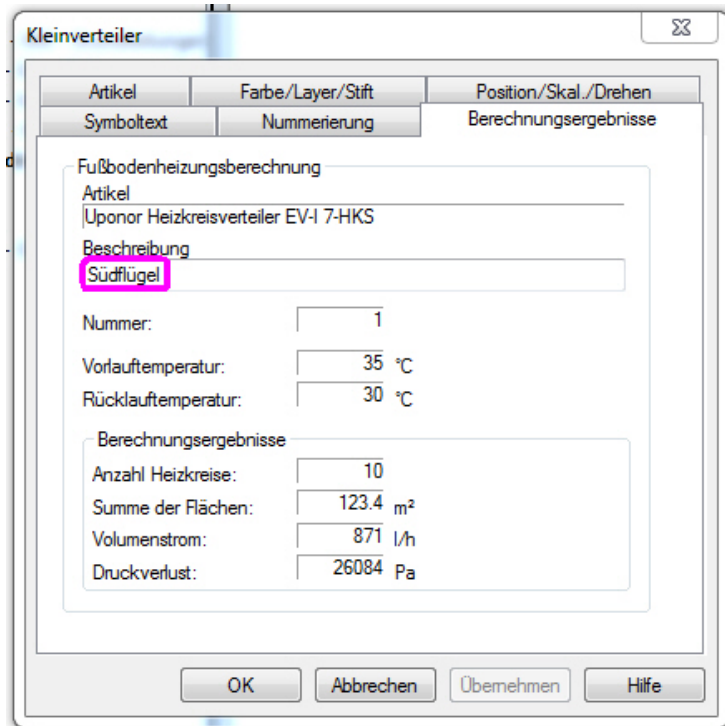 Kleinverteiler
Artikel Farbe/Layer/Stift Position/Skal./Drehen
Symboltext Nummerierung Berechnungsergebnisse
Fußbodenheizungsberechnung
Artikel
Uponor Heizkreisverteiler EV-I 7-HKS
Beschreibung
Südflügel
Nummer: 1
Vorlauftemperatur: 35 °C
Rücklauftemperatur: 30 °C
Berechnungsergebnisse
Anzahl Heizkreise: 10
Summe der Flächen: 123.4 m²
Volumenstrom: 871 l/h
Druckverlust: 26084 Pa
OK Abbrechen Übernehmen Hilfe